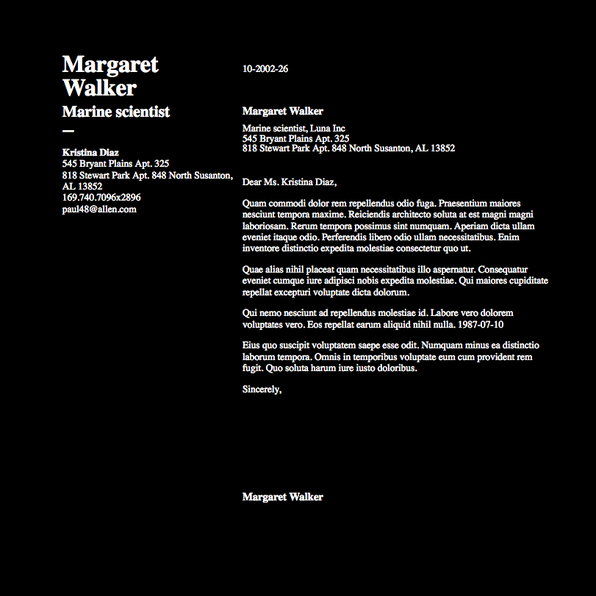 Margaret
Walker
Marine scientist
—
Kristina Diaz
545 Bryant Plains Apt. 325
818 Stewart Park Apt. 848 North Susanton,
AL 13852
169.740.7096x2896
paul48@allen.com
10-2002-26
Margaret Walker
Marine scientist, Luna Inc
545 Bryant Plains Apt. 325
818 Stewart Park Apt. 848 North Susanton, AL 13852
Dear Ms. Kristina Diaz,
Quam commodi dolor rem repellendus odio fuga. Praesentium maiores
nesciunt tempora maxime. Reiciendis architecto soluta at est magni magni
laboriosam. Rerum tempora possimus sint numquam. Aperiam dicta ullam
eveniet itaque odio. Perferendis libero odio ullam necessitatibus. Enim
inventore distinctio expedita molestiae consectetur quo ut.
Quae alias nihil placeat quam necessitatibus illo aspernatur. Consequatur
eveniet cumque iure adipisci nobis expedita molestiae. Qui maiores cupiditate
repellat excepturi voluptate dicta dolorum.
Qui nemo nesciunt ad repellendus molestiae id. Labore vero dolorem
voluptates vero. Eos repellat earum aliquid nihil nulla. 1987-07-10
Eius quo suscipit voluptatem saepe esse odit. Numquam minus ea distinctio
laborum tempora. Omnis in temporibus voluptate eum cum provident rem
fugit. Quo soluta harum iure iusto doloribus.
Sincerely,
Margaret Walker